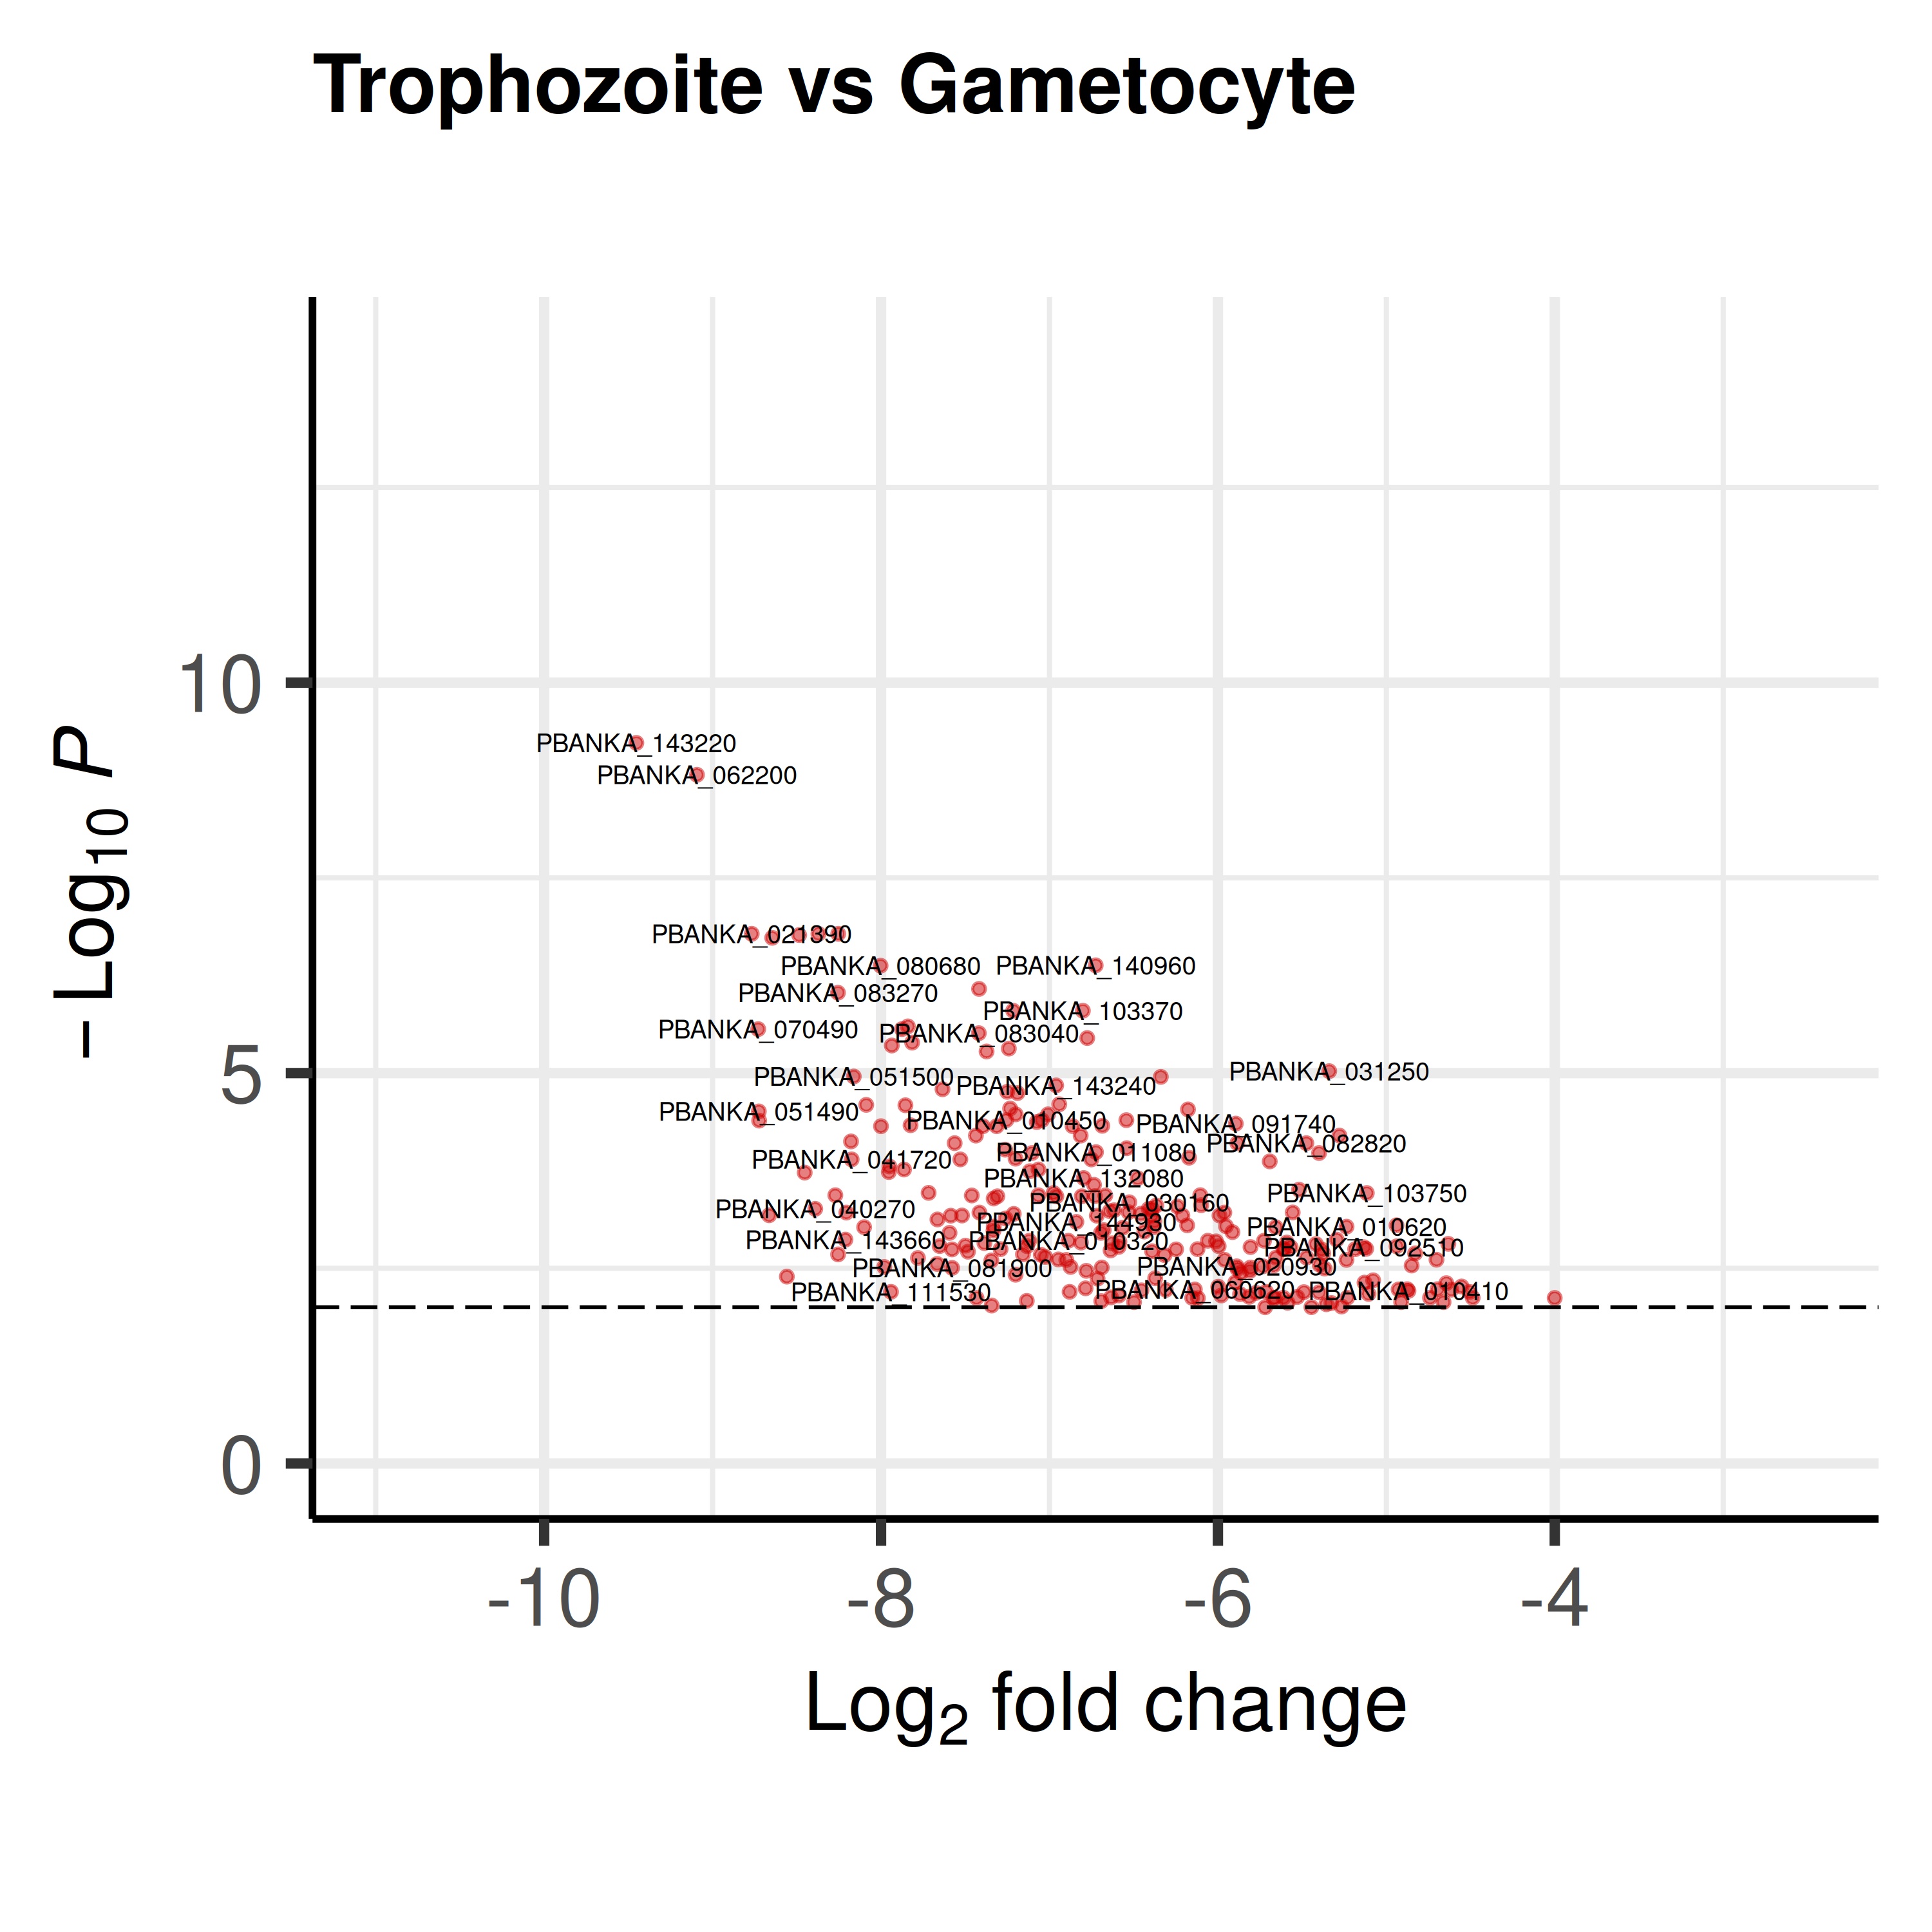 Trophozoite vs Gametocyte
− Log10 P
10
5
0
PBANKA_143220
PBANKA_062200
PBANKA_021390
PBANKA_080680
PBANKA_140960
PBANKA_083270
PBANKA_103370
PBANKA_070490
PBANKA_083040
PBANKA_051500
PBANKA_143240
PBANKA_031250
PBANKA_051490
PBANKA_010450
PBANKA_091740
PBANKA_082820
PBANKA_041720
PBANKA_011080
PBANKA_132080
PBANKA_103750
PBANKA_040270
PBANKA_030160
PBANKA_144930
PBANKA_010620
PBANKA_143660
PBANKA_010320
PBANKA_092510
PBANKA_081900
PBANKA_020930
PBANKA_111530
PBANKA_060620
PBANKA_010410
-10
-8
-6
-4
Log2 fold change